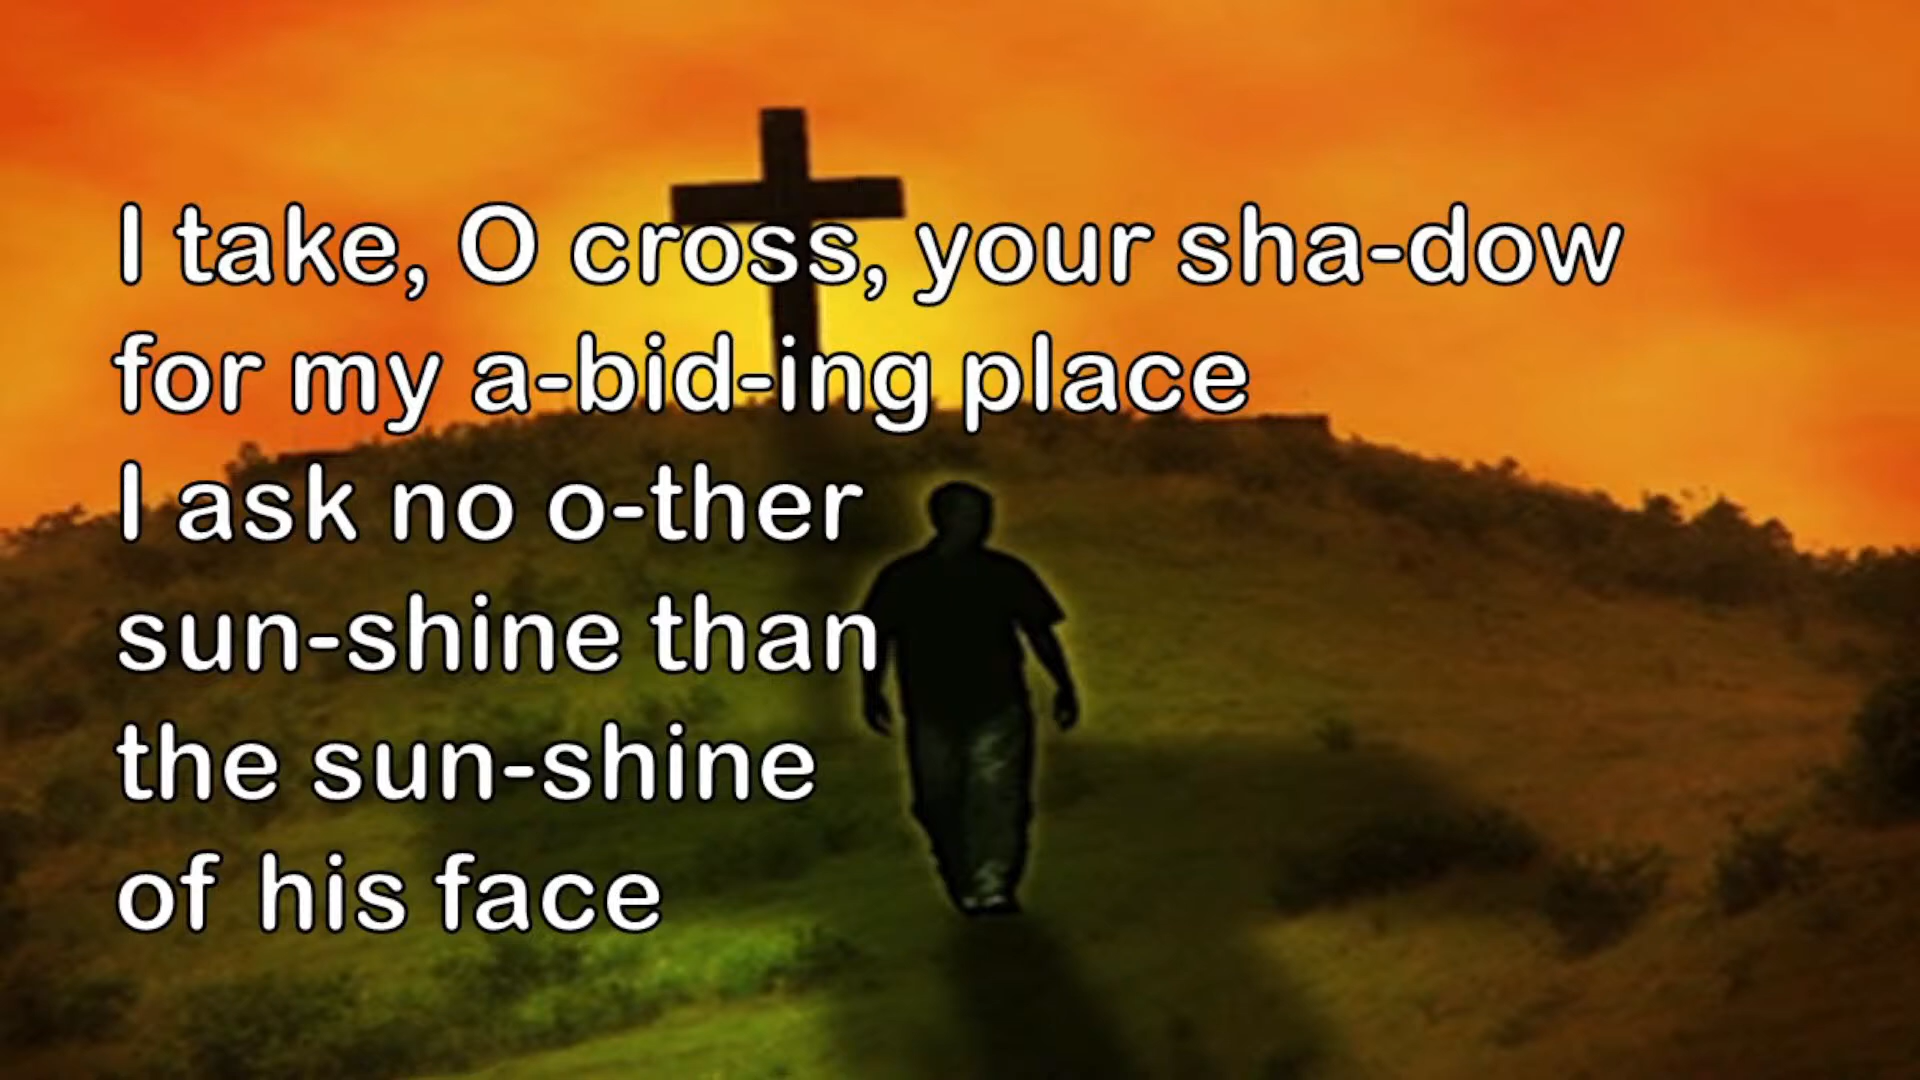 I take, O cross, your sha-dow
for my a-bid-ing place
I ask no o-ther
sun-shine than
the sun-shine
of his face